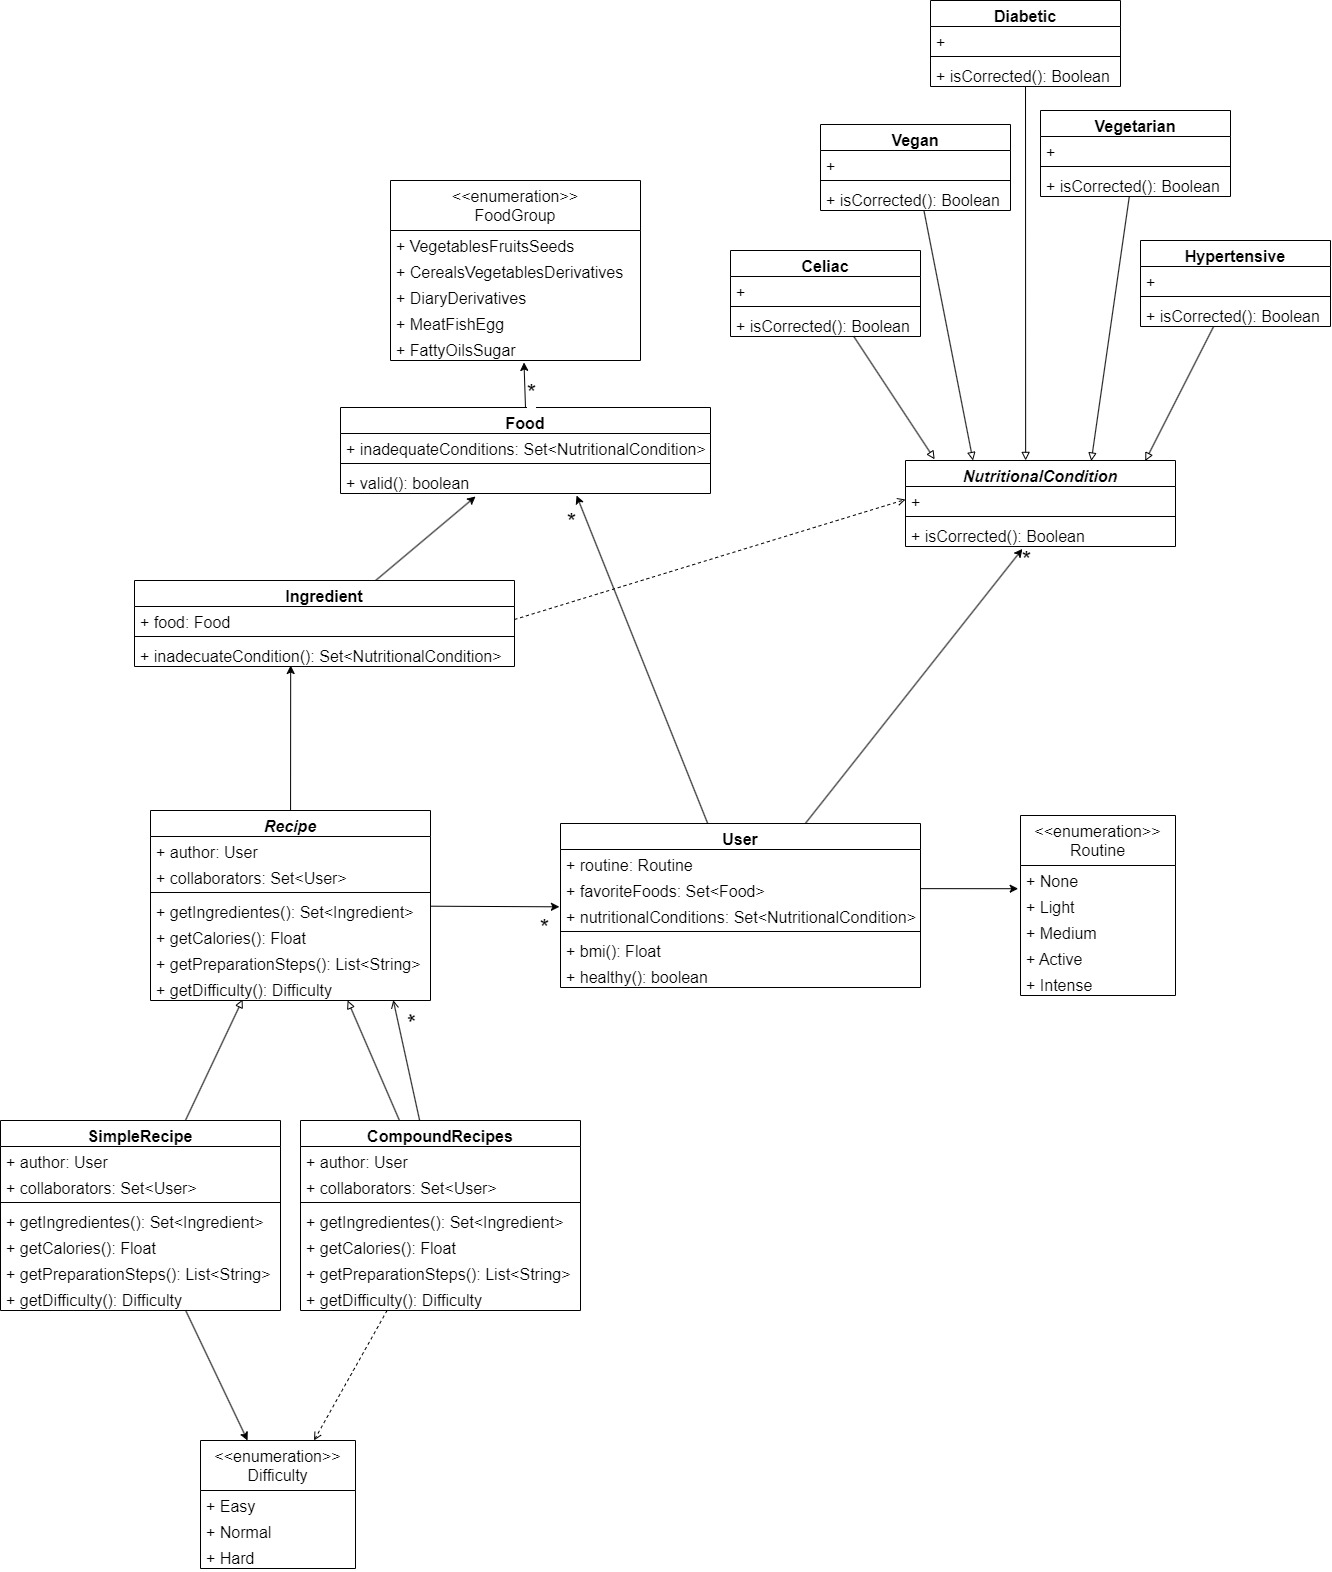 Diabetic
+
+ isCorrected(): Boolean
Vegan
+
+ isCorrected(): Boolean
Vegetarian
+
+ isCorrected(): Boolean
Celiac
+
+ isCorrected(): Boolean
Hypertensive
+
+ isCorrected(): Boolean
<<enumeration>>
FoodGroup
+ VegetablesFruitsSeeds
+ CerealsVegetablesDerivatives
+ DiaryDerivatives
+ MeatFishEgg
+ FattyOilsSugar
*
Food
+ inadequateConditions: Set<NutritionalCondition>
+ valid(): boolean
*
NutritionalCondition
+
+ isCorrected(): Boolean
*
Ingredient
+ food: Food
+ inadecuateCondition(): Set<NutritionalCondition>
Recipe
+ author: User
+ collaborators: Set<User>
+ getIngredientes(): Set<Ingredient>
+ getCalories(): Float
+ getPreparationSteps(): List<String>
+ getDifficulty(): Difficulty
*
*
User
+ routine: Routine
+ favoriteFoods: Set<Food>
+ nutritionalConditions: Set<NutritionalCondition>
+ bmi(): Float
+ healthy(): boolean
<<enumeration>>
Routine
+ None
+ Light
+ Medium
+ Active
+ Intense
SimpleRecipe
+ author: User
+ collaborators: Set<User>
+ getIngredientes(): Set<Ingredient>
+ getCalories(): Float
+ getPreparationSteps(): List<String>
+ getDifficulty(): Difficulty
CompoundRecipes
+ author: User
+ collaborators: Set<User>
+ getIngredientes(): Set<Ingredient>
+ getCalories(): Float
+ getPreparationSteps(): List<String>
+ getDifficulty(): Difficulty
<<enumeration>>
Difficulty
+ Easy
+ Normal
+ Hard